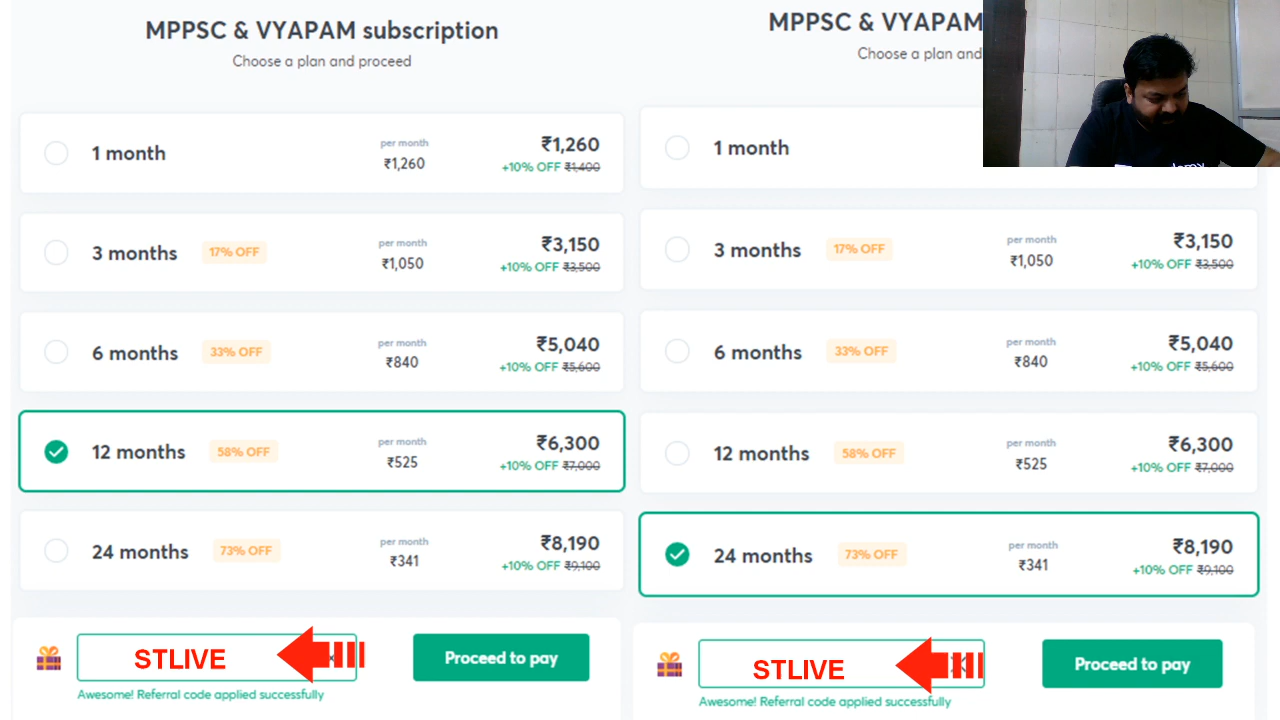 MPPSC & VYAPAM subscription
Choose a plan and proceed
1 month
per month
₹1,260
₹1,260
+10% OFF ₹1,400
3 months
17% OFF
per month
₹1,050
₹3,150
+10% OFF ₹3,500
6 months
33% OFF
per month
₹840
₹5,040
+10% OFF ₹5,600
12 months
58% OFF
per month
₹525
₹6,300
+10% OFF ₹7,000
24 months
73% OFF
per month
₹341
₹8,190
+10% OFF ₹9,100
STLIVE
Proceed to pay
Awesome! Referral code applied successfully
MPPSC & VYAPAM
Choose a plan and
1 month
3 months
17% OFF
per month
₹1,050
₹3,150
+10% OFF ₹3,500
6 months
33% OFF
per month
₹840
₹5,040
+10% OFF ₹5,600
12 months
58% OFF
per month
₹525
₹6,300
+10% OFF ₹7,000
24 months
73% OFF
per month
₹341
₹8,190
+10% OFF ₹9,100
STLIVE
Proceed to pay
Awesome! Referral code applied successfully